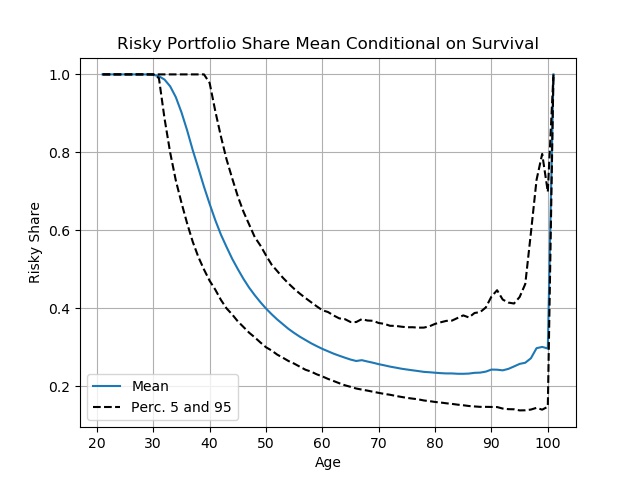 Risky Portfolio Share Mean Conditional on Survival
1.0
0.8
0.6
0.4
0.2
Risky Share
Mean
Perc. 5 and 95
20 30 40 50 60 70 80 90 100
Age